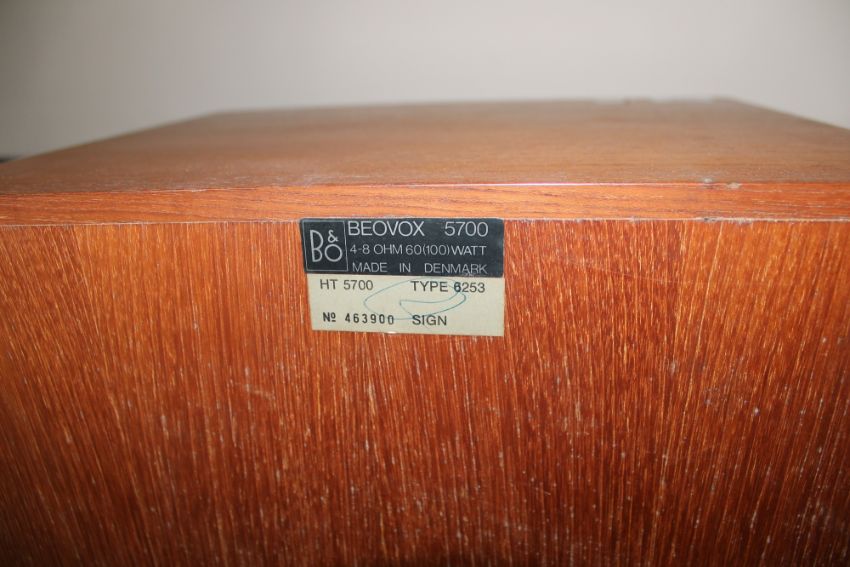 B&O
BEOVOX 5700
4-8 OHM 60(100)WATT
MADE IN DENMARK
HT 5700 TYPE 6253
Nº 463900 SIGN